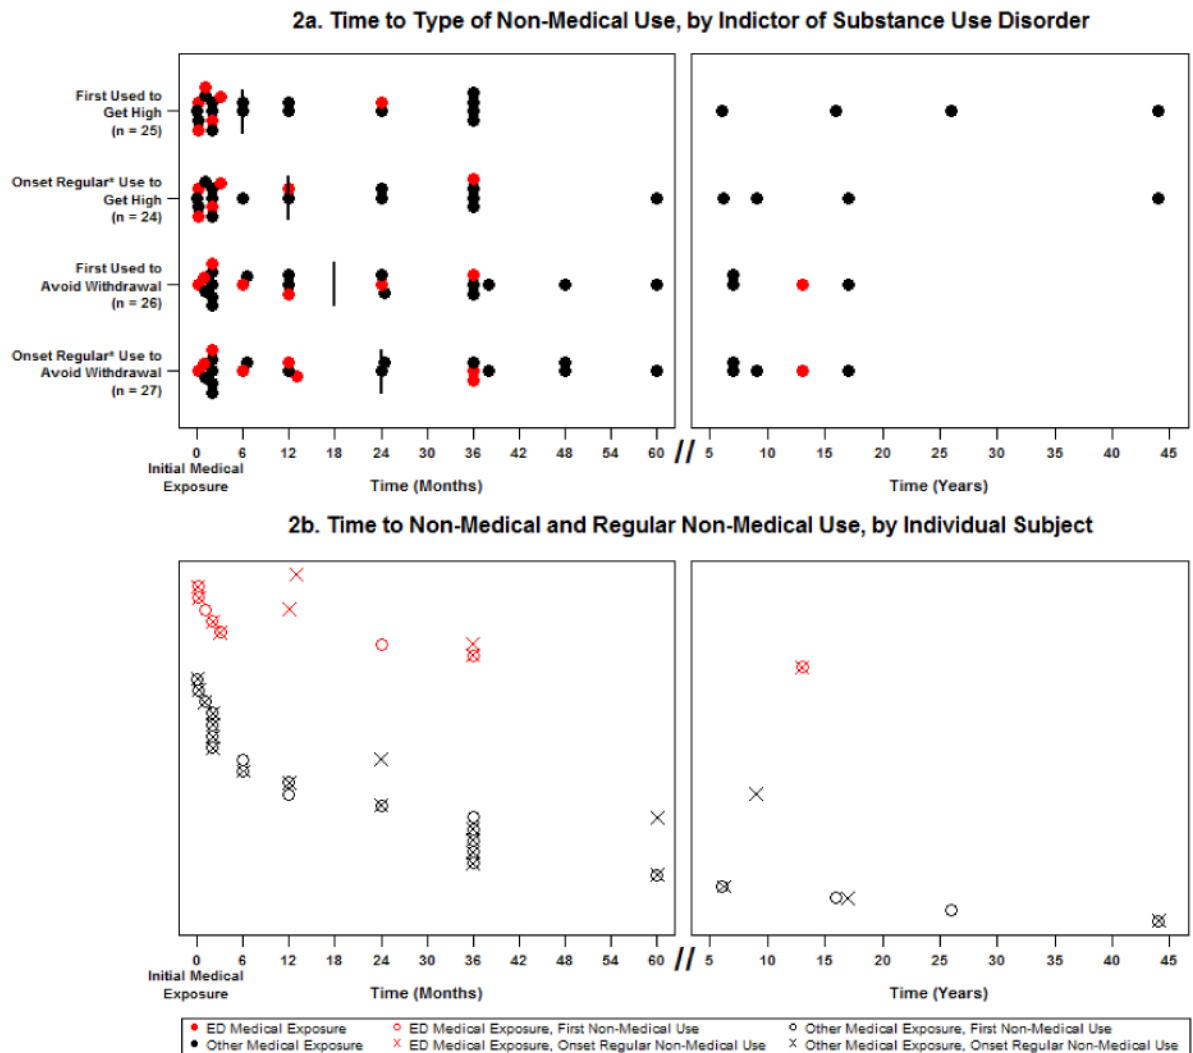 2a. Time to Type of Non-Medical Use, by Indictor of Substance Use Disorder
First Used to
Get High
(n = 25)
Onset Regular* Use to
Get High
(n = 24)
First Used to
Avoid Withdrawal
(n = 26)
Onset Regular* Use to
Avoid Withdrawal
(n = 27)
0 6 12 18 24 30 36 42 48 54 60 // 5 10 15 20 25 30 35 40 45
Initial Medical
Exposure
Time (Months) Time (Years)
2b. Time to Non-Medical and Regular Non-Medical Use, by Individual Subject
0 6 12 18 24 30 36 42 48 54 60 // 5 10 15 20 25 30 35 40 45
Initial Medical
Exposure
Time (Months) Time (Years)
ED Medical Exposure ED Medical Exposure, First Non-Medical Use Other Medical Exposure, First Non-Medical Use
Other Medical Exposure ED Medical Exposure, Onset Regular Non-Medical Use Other Medical Exposure, Onset Regular Non-Medical Use